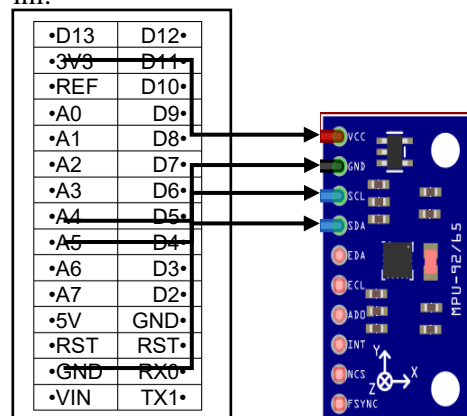 •D13 D12•
•3V3 D11•
•REF D10•
•A0 D9•
•A1 D8•
•A2 D7•
•A3 D6•
•A4 D5•
•A5 D4•
•A6 D3•
•A7 D2•
•5V GND•
•RST RST•
•GND RX0•
•VIN TX1•
VCC
GND
SCL
SDA
EDA
ECL
ADO
INT
NCS
FSYNC
MPU-92/65
Y
X
Z